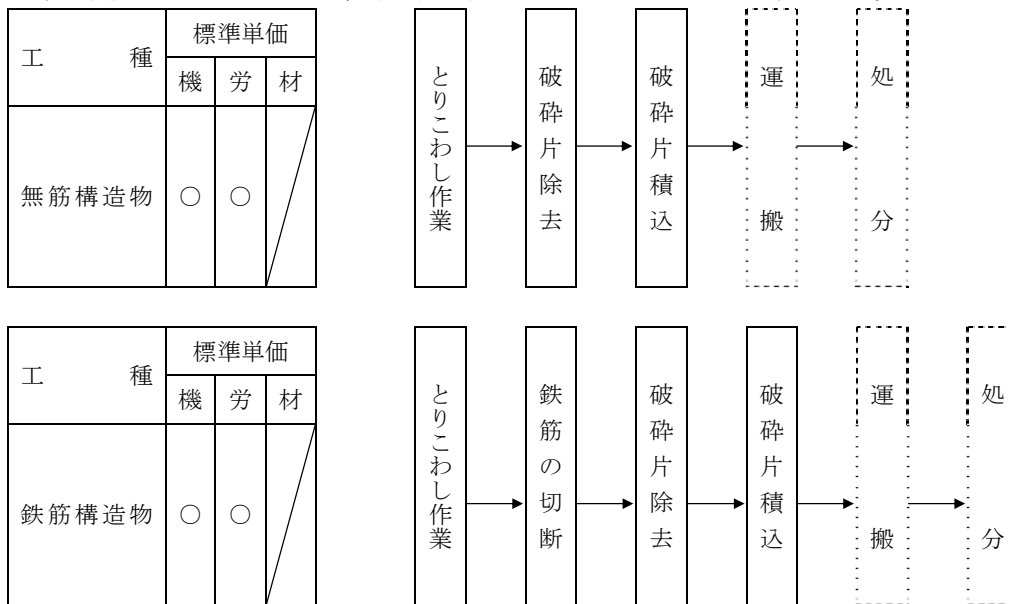 工種 標準単価
機 労 材
無筋構造物 ○ ○
とりこわし作業
破砕片除去
破砕片積込
運搬
処分
工種 標準単価
機 労 材
鉄筋構造物 ○ ○
とりこわし作業
鉄筋の切断
破砕片除去
破砕片積込
運搬
処分